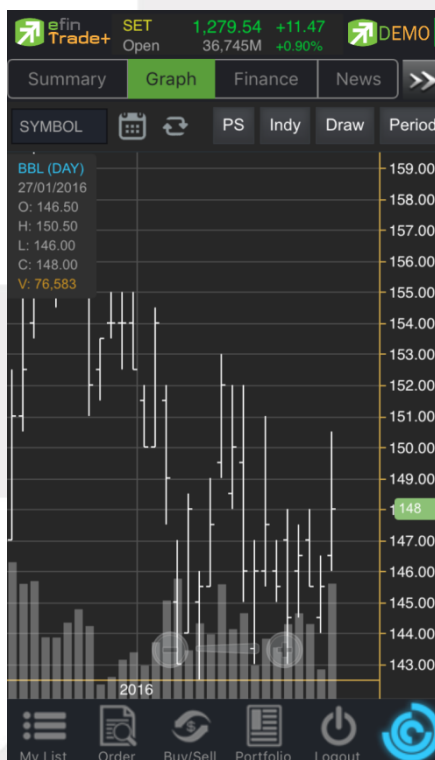 efin
Trade+
SET 1,279.54 +11.47
Open 36,745M +0.90%
DEMO
Summary Graph Finance News >>
SYMBOL PS Indy Draw Period
BBL (DAY)
27/01/2016
O: 146.50
H: 150.50
L: 146.00
C: 148.00
V: 76,583
159.00
158.00
157.00
156.00
155.00
154.00
153.00
152.00
151.00
150.00
149.00
148
147.00
146.00
145.00
144.00
143.00
2016
My List Order Buy/Sell Portfolio Logout